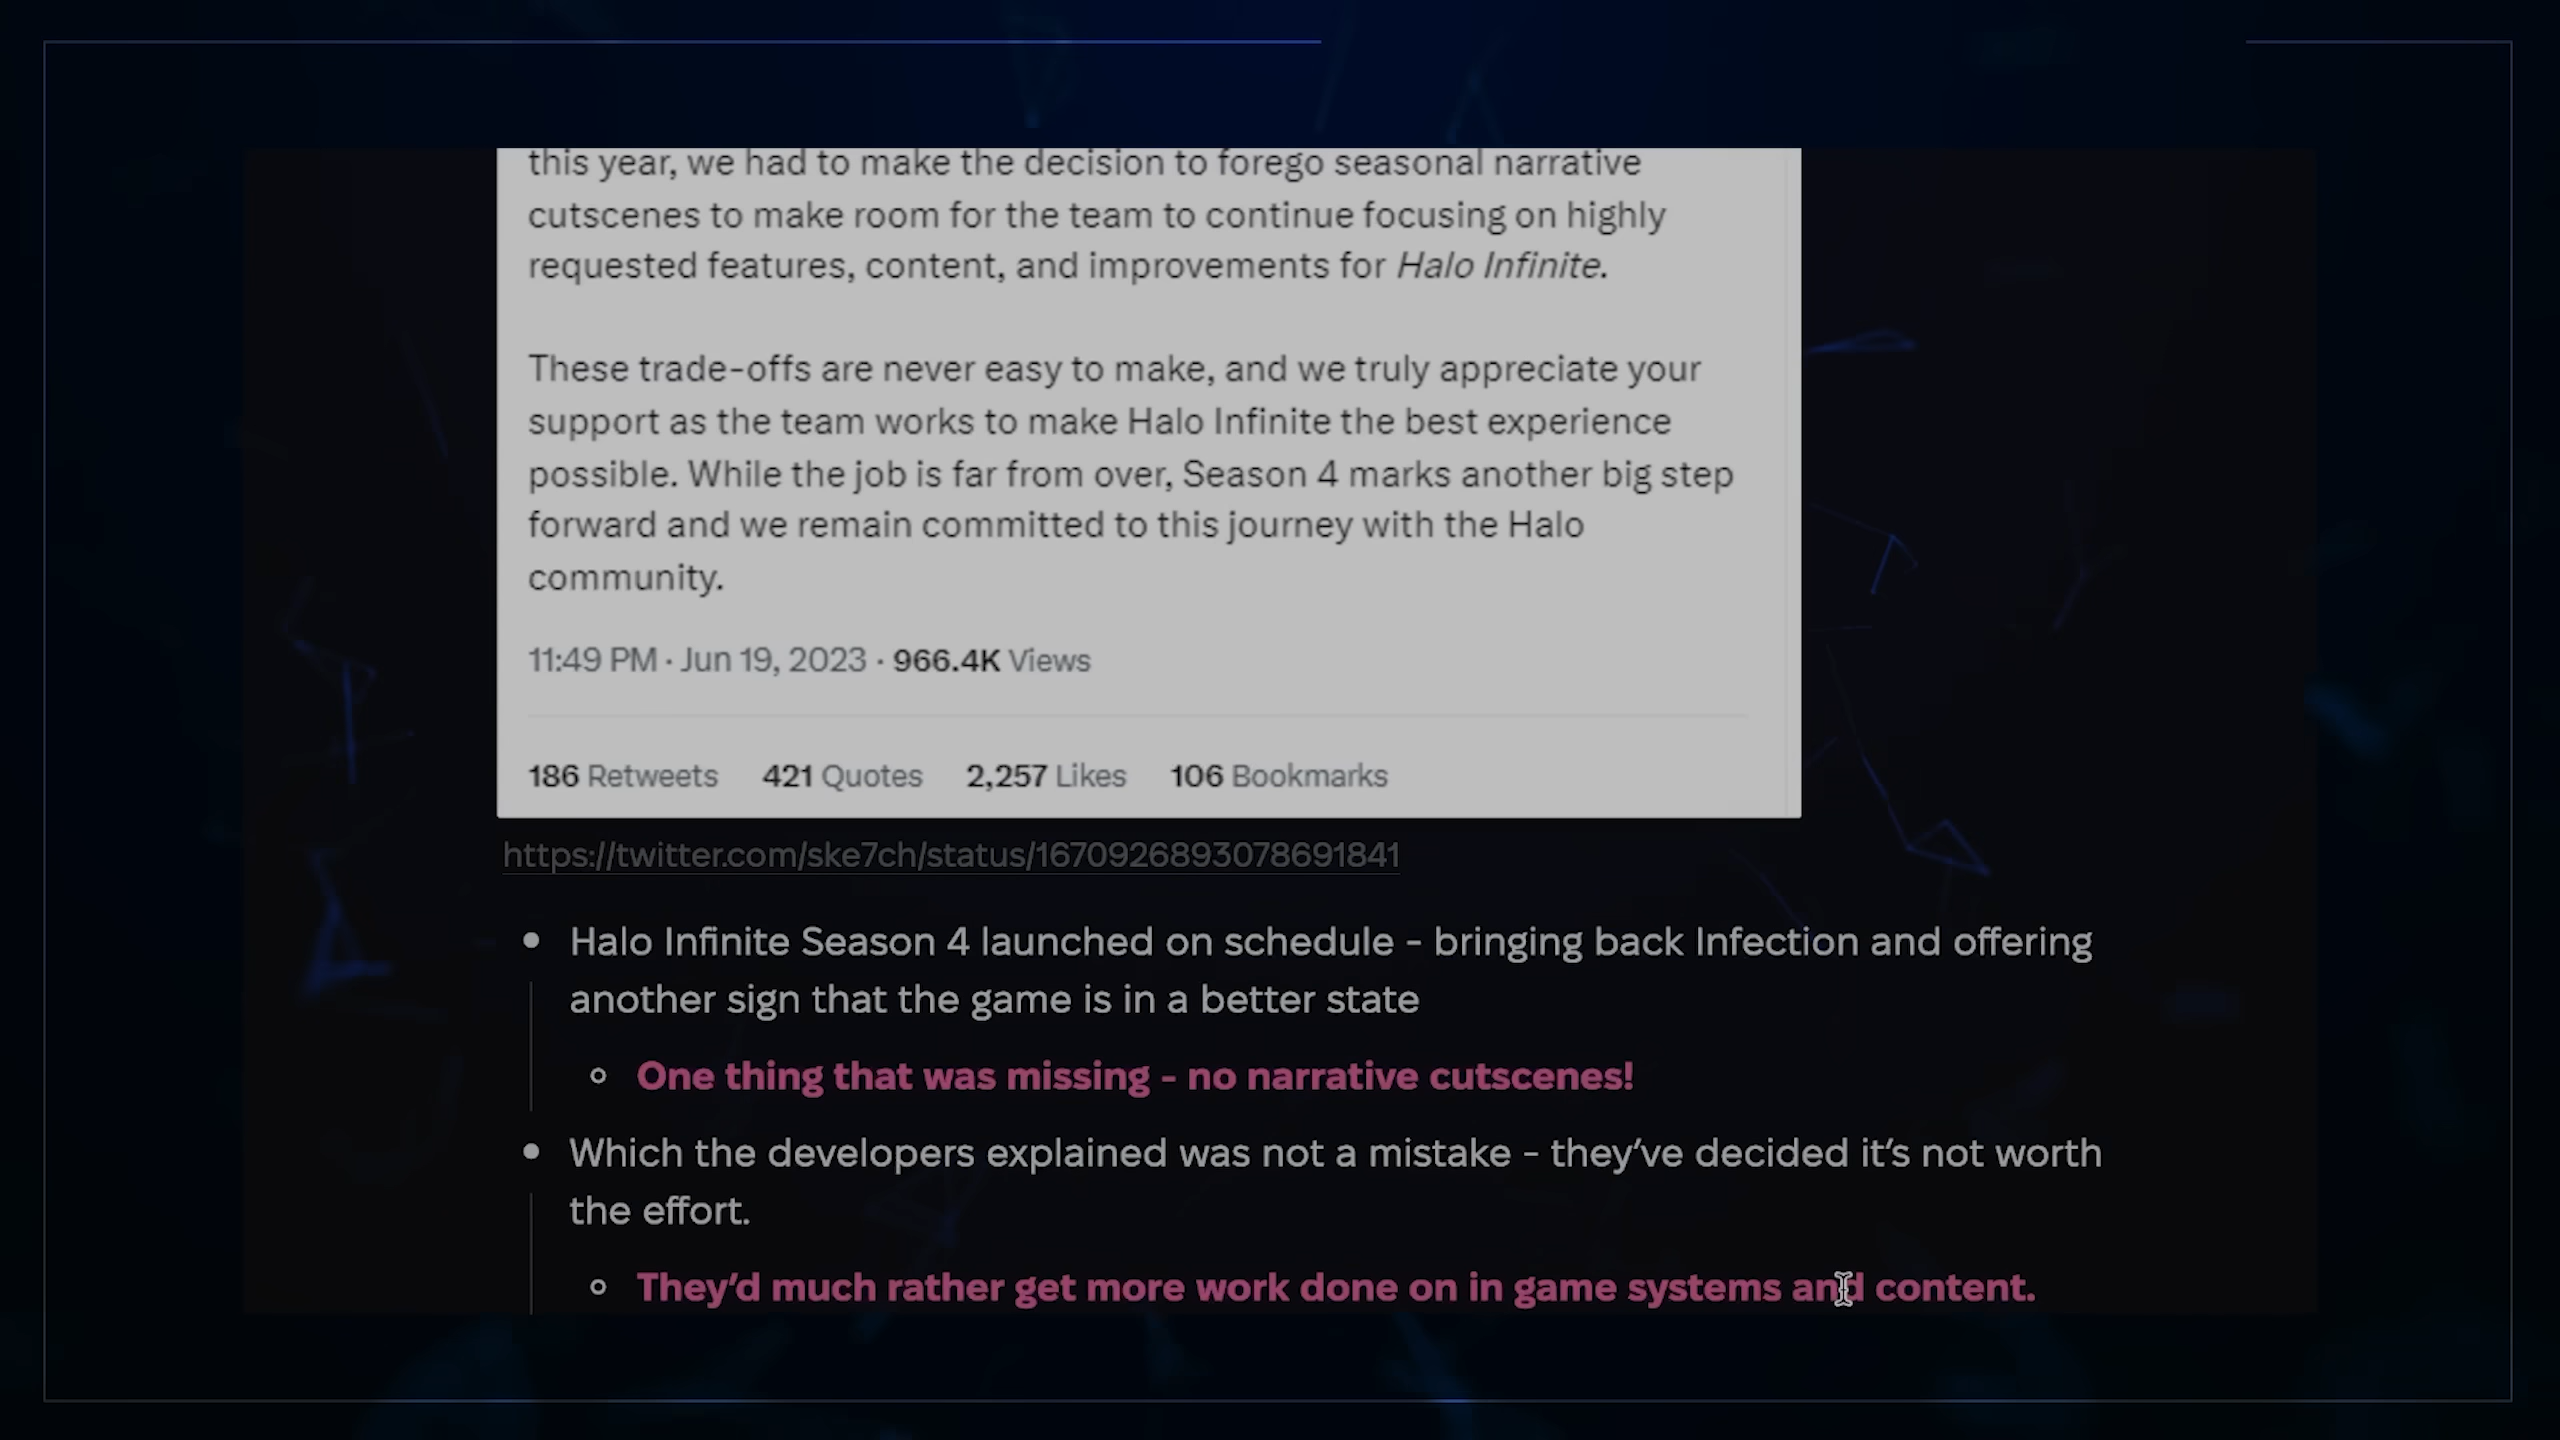 this year, we had to make the decision to forego seasonal narrative
cutscenes to make room for the team to continue focusing on highly
requested features, content, and improvements for Halo Infinite.
These trade-offs are never easy to make, and we truly appreciate your
support as the team works to make Halo Infinite the best experience
possible. While the job is far from over, Season 4 marks another big step
forward and we remain committed to this journey with the Halo
community.
11:49 PM · Jun 19, 2023 · 966.4K Views
186 Retweets 421 Quotes 2,257 Likes 106 Bookmarks
https://twitter.com/ske7ch/status/1670926893078691841
• Halo Infinite Season 4 launched on schedule - bringing back Infection and offering
another sign that the game is in a better state
○ One thing that was missing - no narrative cutscenes!
• Which the developers explained was not a mistake - they’ve decided it’s not worth
the effort.
○ They’d much rather get more work done on in game systems and content.